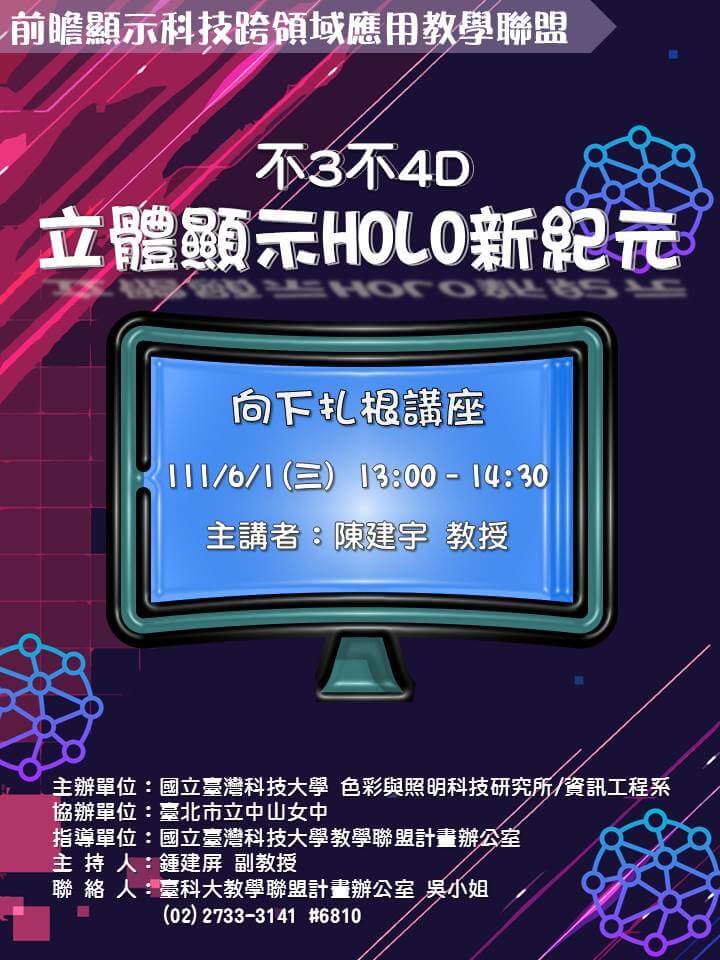 前瞻顯示科技跨領域應用教學聯盟
不3不4D
立體顯示HOLO新紀元
向下扎根講座
111/6/1(三) 13:00 - 14:30
主講者：陳建宇 教授
主辦單位：國立臺灣科技大學 色彩與照明科技研究所/資訊工程系
協辦單位：臺北市立中山女中
指導單位：國立臺灣科技大學教學聯盟計畫辦公室
主 持 人：鍾建屏 副教授
聯 絡 人：臺科大教學聯盟計畫辦公室 吳小姐
(02)2733-3141 #6810